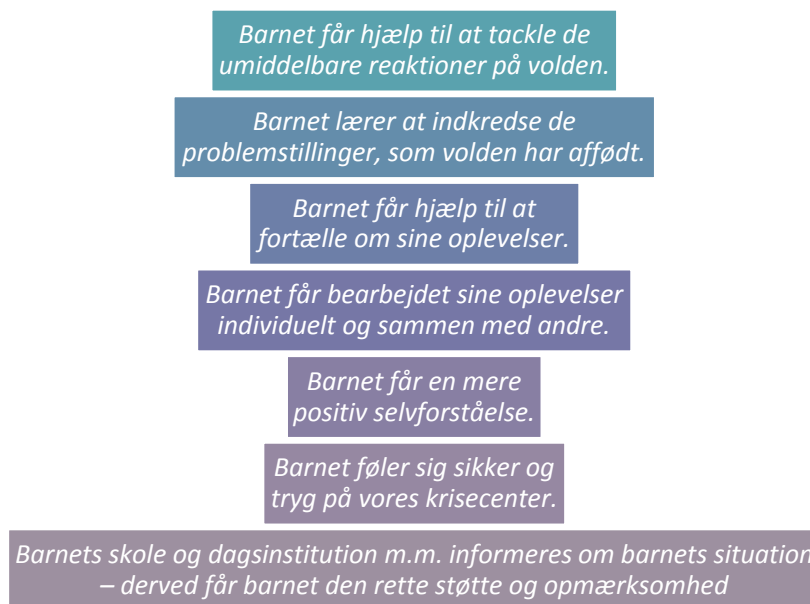 Barnet får hjælp til at tackle de
umiddelbare reaktioner på volden.
Barnet lærer at indkredse de
problemstillinger, som volden har affødt.
Barnet får hjælp til at
fortælle om sine oplevelser.
Barnet får bearbejdet sine oplevelser
individuelt og sammen med andre.
Barnet får en mere
positiv selvforståelse.
Barnet føler sig sikker og
tryg på vores krisecenter.
Barnets skole og dagsinstitution m.m. informeres om barnets situation
– derved får barnet den rette støtte og opmærksomhed